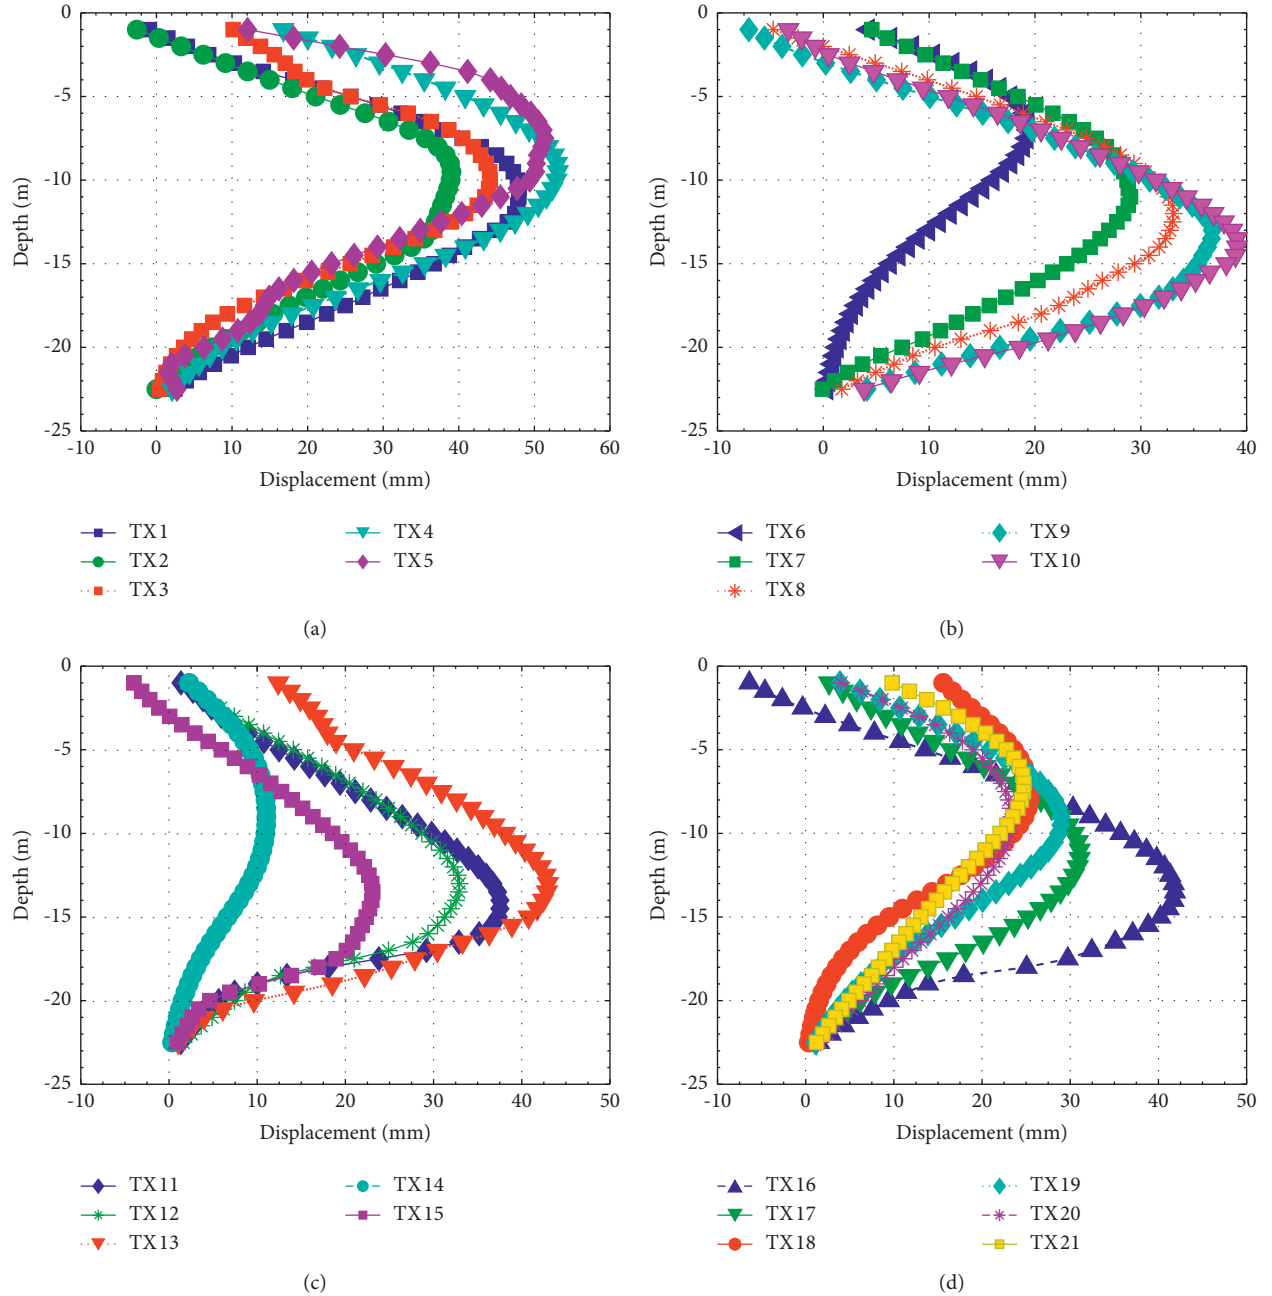 0
-5
-10
-15
-20
-25
Depth (m)
-10 0 10 20 30 40 50 60
Displacement (mm)
TX1
TX2
TX3
TX4
TX5
(a)
0
-5
-10
-15
-20
-25
Depth (m)
-10 0 10 20 30 40
Displacement (mm)
TX6
TX7
TX8
TX9
TX10
(b)
0
-5
-10
-15
-20
-25
Depth (m)
-10 0 10 20 30 40 50
Displacement (mm)
TX11
TX12
TX13
TX14
TX15
(c)
0
-5
-10
-15
-20
-25
Depth (m)
-10 0 10 20 30 40 50
Displacement (mm)
TX16
TX17
TX18
TX19
TX20
TX21
(d)